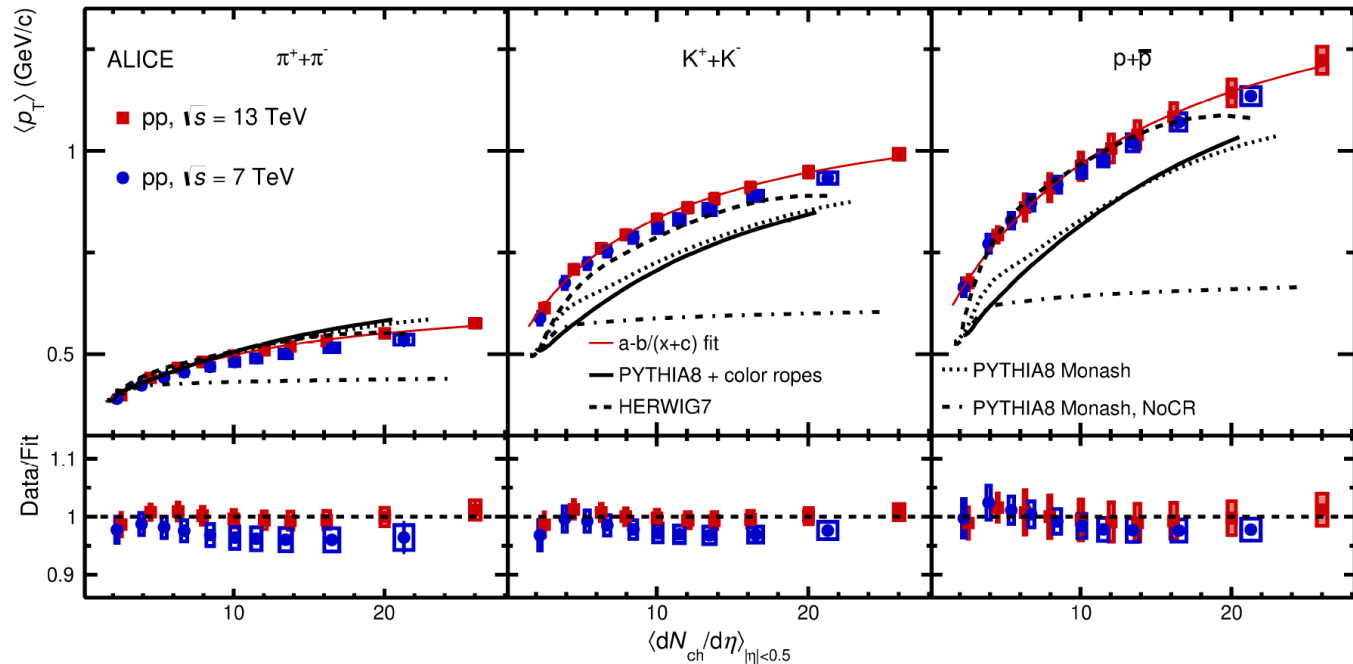 ⟨p_T⟩ (GeV/c)
ALICE π⁺+π⁻
pp, √s = 13 TeV
pp, √s = 7 TeV
K⁺+K⁻
p+p̅
1
0.5
a-b/(x+c) fit
PYTHIA8 + color ropes
HERWIG7
PYTHIA8 Monash
PYTHIA8 Monash, NoCR
Data/Fit
1.1
1
0.9
10 20 10 20 10 20
⟨dN_ch/dη⟩_|η|<0.5